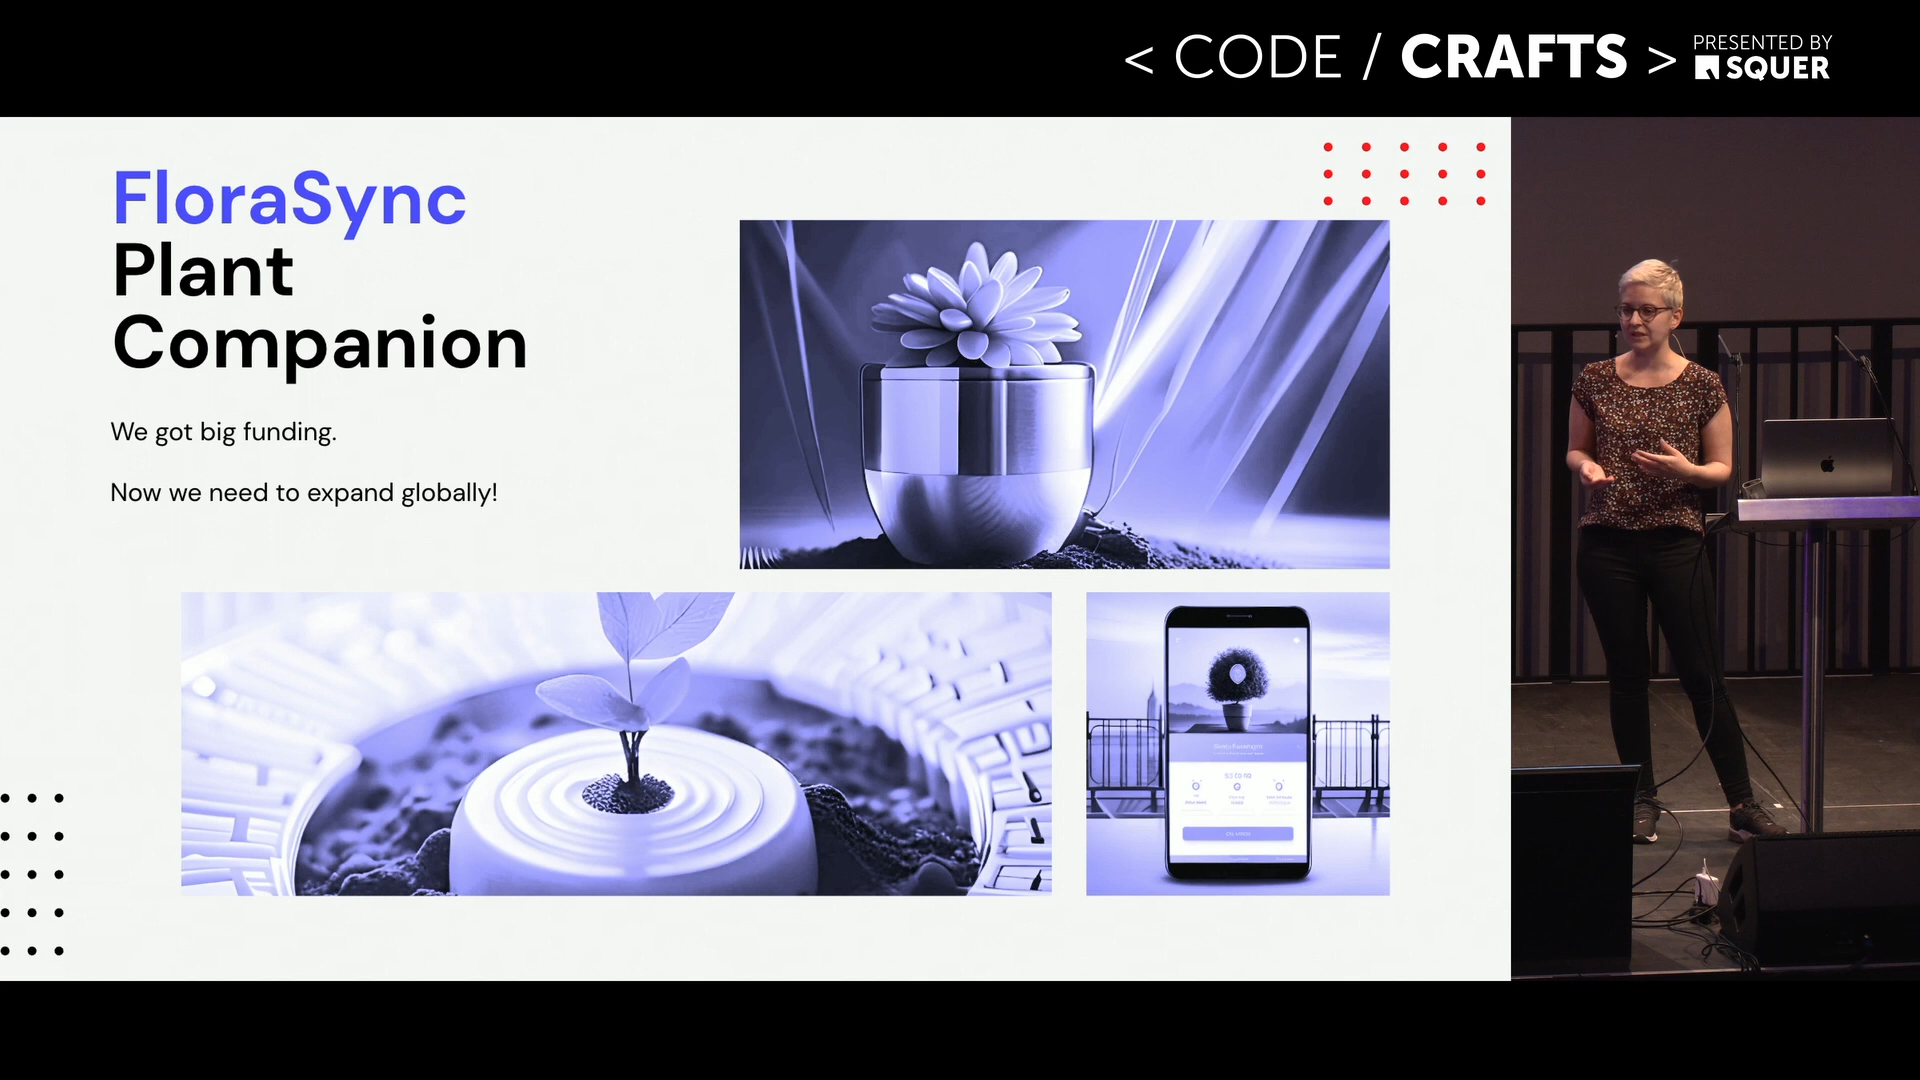 < CODE / CRAFTS >
PRESENTED BY
SQUER
FloraSync
Plant
Companion
We got big funding.
Now we need to expand globally!